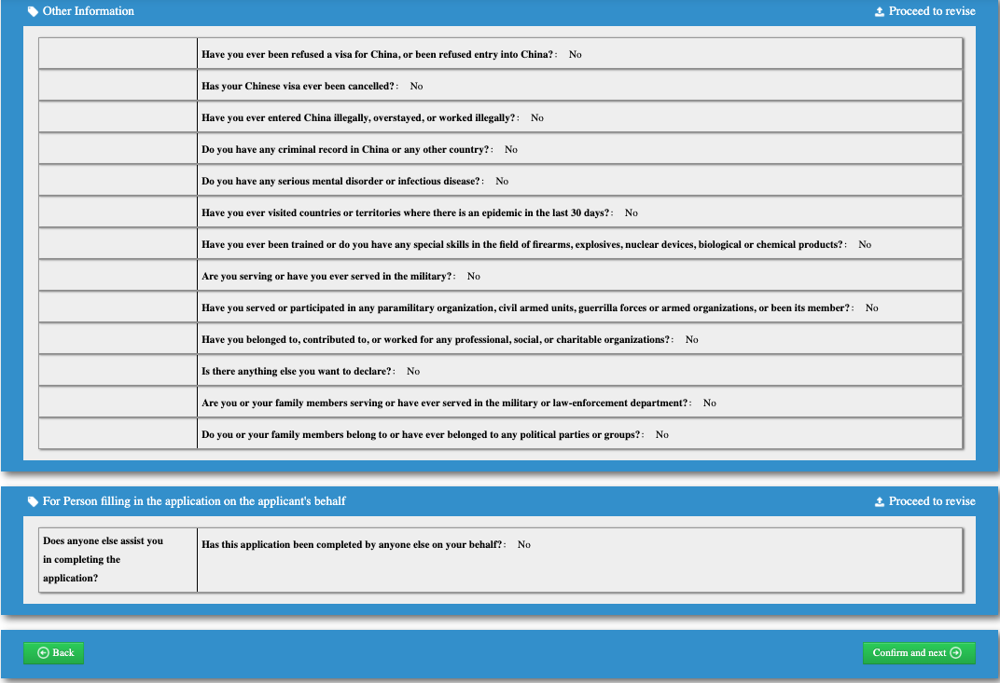 Other Information
Proceed to revise
Have you ever been refused a visa for China, or been refused entry into China? : No
Has your Chinese visa ever been cancelled? : No
Have you ever entered China illegally, overstayed, or worked illegally? : No
Do you have any criminal record in China or any other country? : No
Do you have any serious mental disorder or infectious disease? : No
Have you ever visited countries or territories where there is an epidemic in the last 30 days? : No
Have you ever been trained or do you have any special skills in the field of firearms, explosives, nuclear devices, biological or chemical products? : No
Are you serving or have you ever served in the military? : No
Have you served or participated in any paramilitary organization, civil armed units, guerrilla forces or armed organizations, or been its member? : No
Have you belonged to, contributed to, or worked for any professional, social, or charitable organizations? : No
Is there anything else you want to declare? : No
Are you or your family members serving or have ever served in the military or law-enforcement department? : No
Do you or your family members belong to or have ever belonged to any political parties or groups? : No
For Person filling in the application on the applicant's behalf
Proceed to revise
Does anyone else assist you
in completing the
application?
Has this application been completed by anyone else on your behalf? : No
Back
Confirm and next